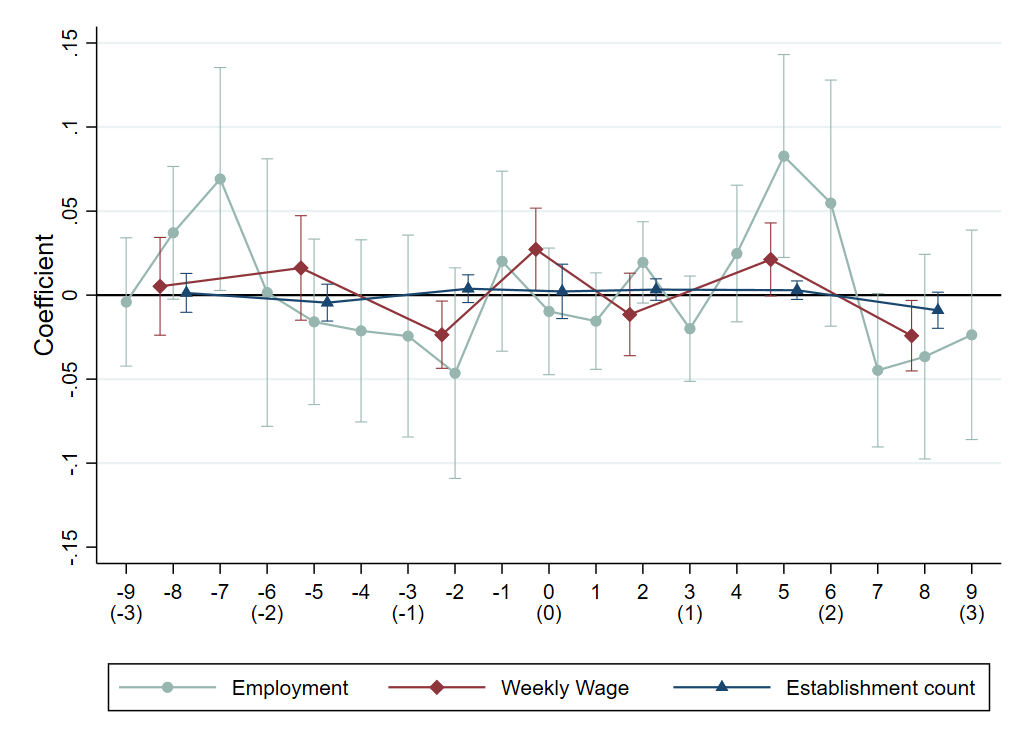 .15
.1
.05
0
-.05
-.1
-.15
Coefficient
-9 -8 -7 -6 -5 -4 -3 -2 -1 0 1 2 3 4 5 6 7 8 9
(-3) (-2) (-1) (0) (1) (2) (3)
Employment Weekly Wage Establishment count